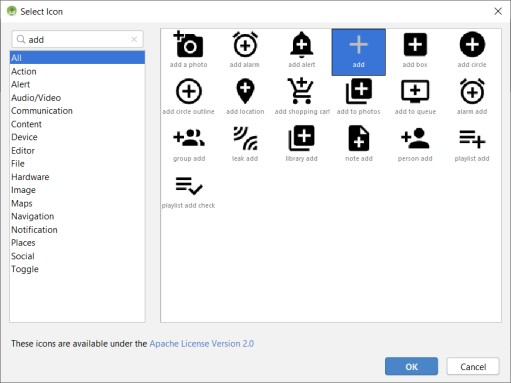 Select Icon
add
All
Action
Alert
Audio/Video
Communication
Content
Device
Editor
File
Hardware
Image
Maps
Navigation
Notification
Places
Social
Toggle
add a photo
add alarm
add alert
add
add box
add circle
add circle outline
add location
add shopping cart
add to photos
add to queue
alarm add
group add
leak add
library add
note add
person add
playlist add
playlist add check
These icons are available under the Apache License Version 2.0
OK
Cancel